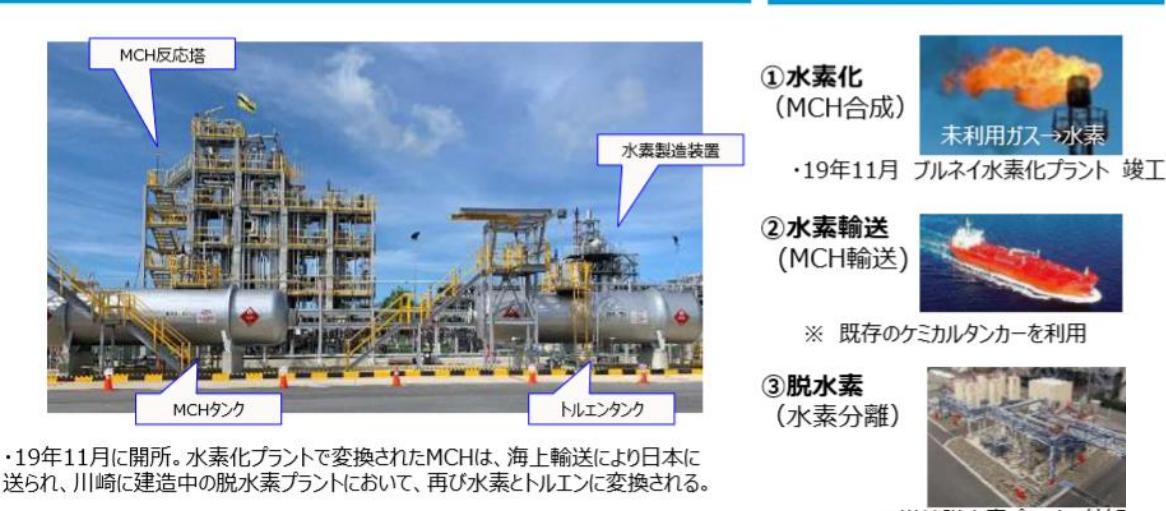 MCH反応塔
水素製造装置
MCHタンク
トルエンタンク
・19年11月に開所。水素化プラントで変換されたMCHは、海上輸送により日本に
送られ、川崎に建造中の脱水素プラントにおいて、再び水素とトルエンに変換される。
①水素化
(MCH合成)
未利用ガス→水素
・19年11月 ブルネイ水素化プラント 竣工
②水素輸送
(MCH輸送)
※ 既存のケミカルタンカーを利用
③脱水素
(水素分離)